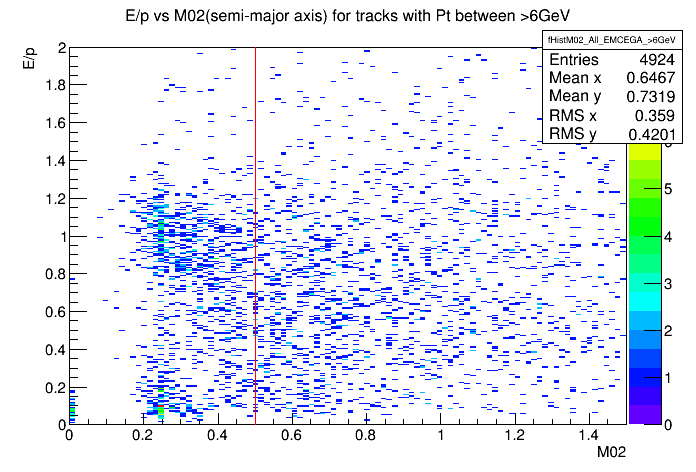 E/p vs M02(semi-major axis) for tracks with Pt between >6GeV
fHistM02_All_EMCEGA_>6GeV
Entries 4924
Mean x 0.6467
Mean y 0.7319
RMS x 0.359
RMS y 0.4201
E/p
2
1.8
1.6
1.4
1.2
1
0.8
0.6
0.4
0.2
0
0 0.2 0.4 0.6 0.8 1 1.2 1.4
M02
5
4
3
2
1
0